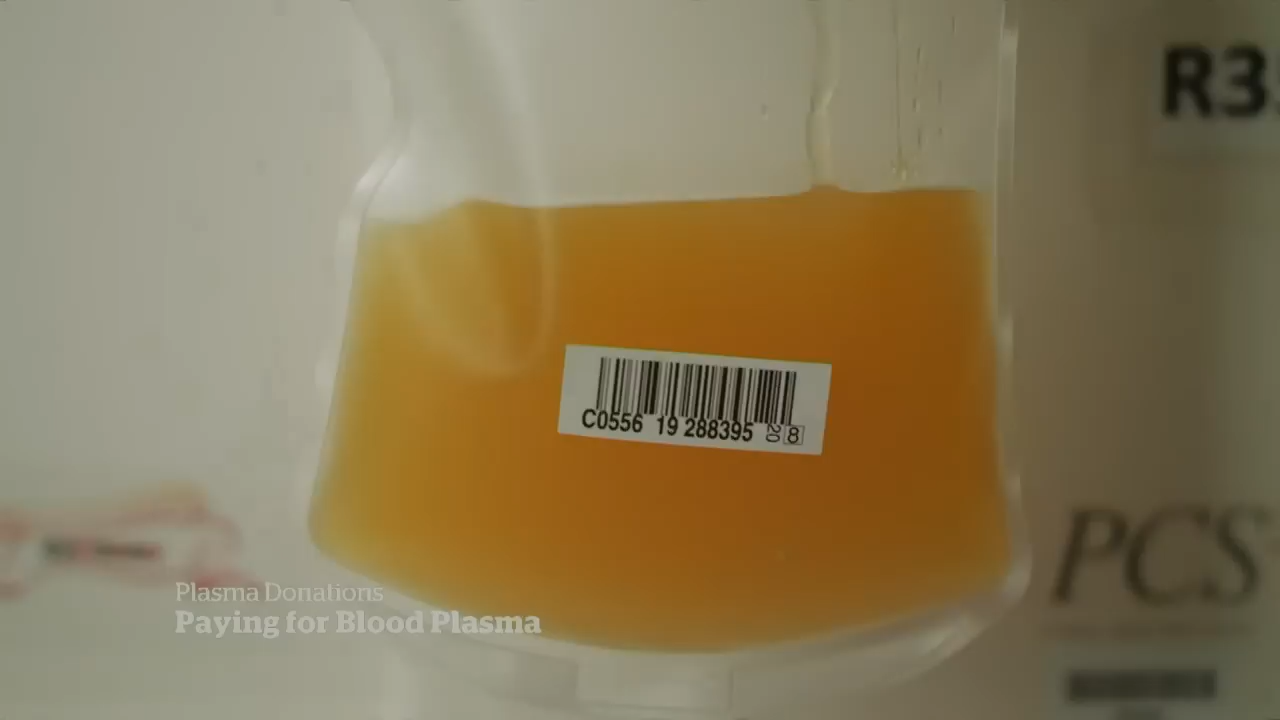 R3
C0556 19 288395 20 8
PCS
Plasma Donations
Paying for Blood Plasma